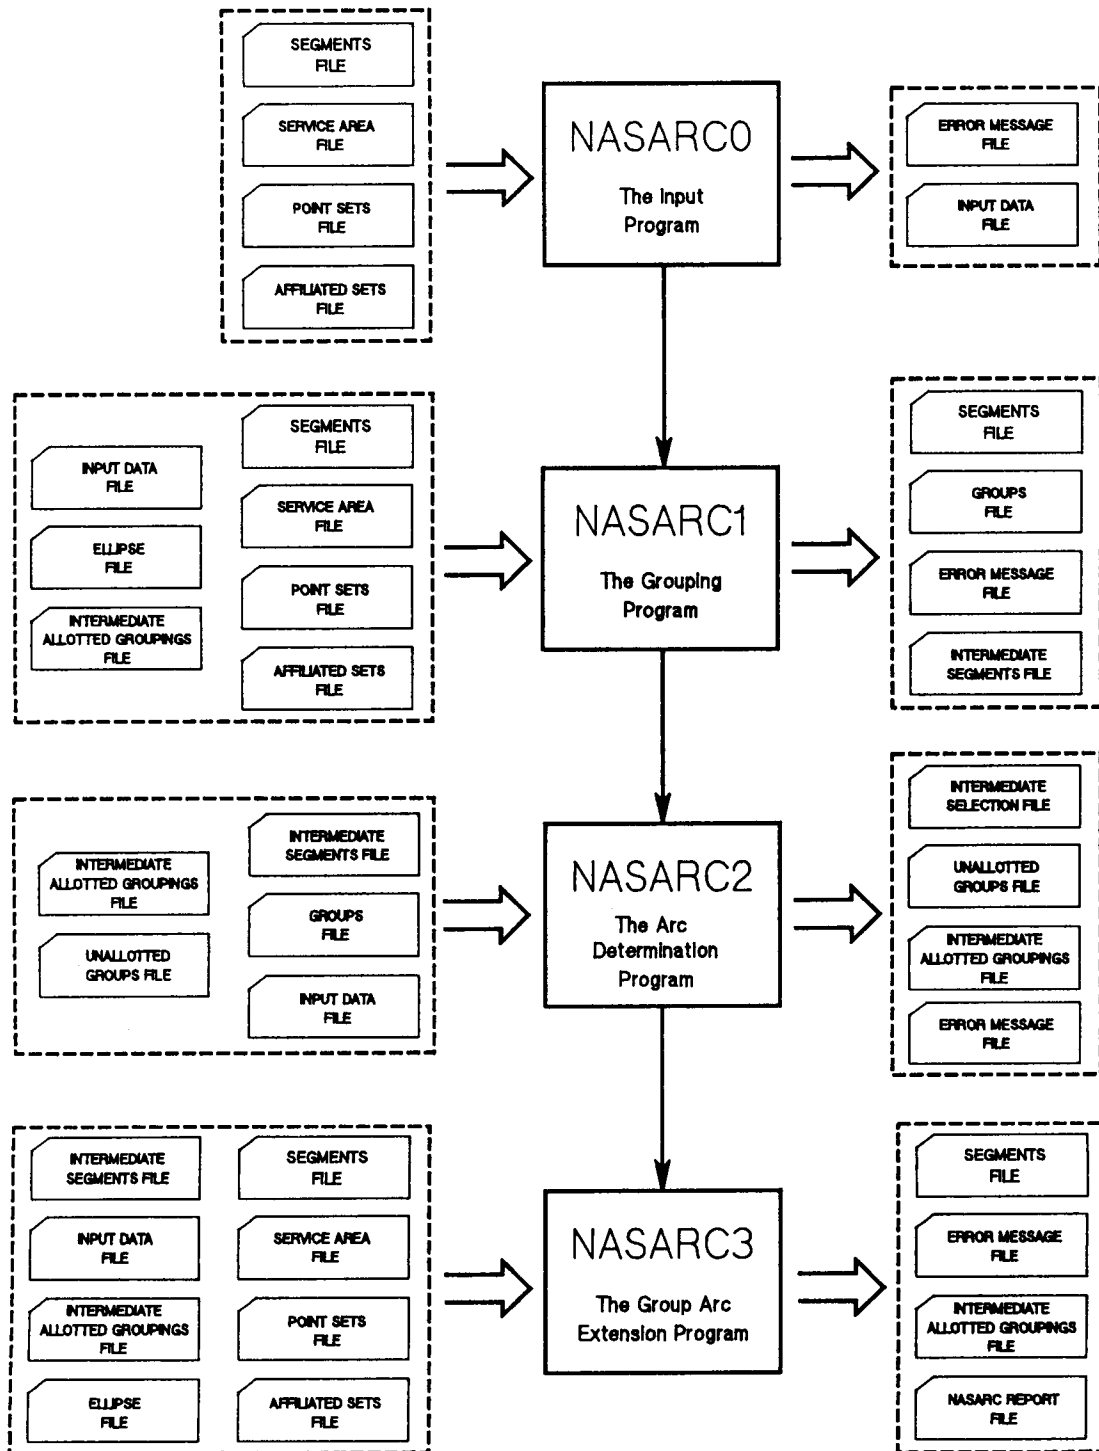 SEGMENTS
FILE
SERVICE AREA
FILE
POINT SETS
FILE
AFFILIATED SETS
FILE
NASARC0
The Input
Program
ERROR MESSAGE
FILE
INPUT DATA
FILE
INPUT DATA
FILE
ELLIPSE
FILE
INTERMEDIATE
ALLOTTED GROUPINGS
FILE
SEGMENTS
FILE
SERVICE AREA
FILE
POINT SETS
FILE
AFFILIATED SETS
FILE
NASARC1
The Grouping
Program
SEGMENTS
FILE
GROUPS
FILE
ERROR MESSAGE
FILE
INTERMEDIATE
SEGMENTS FILE
INTERMEDIATE
ALLOTTED GROUPINGS
FILE
UNALLOTTED
GROUPS FILE
INTERMEDIATE
SEGMENTS FILE
GROUPS
FILE
INPUT DATA
FILE
NASARC2
The Arc
Determination
Program
INTERMEDIATE
SELECTION FILE
UNALLOTTED
GROUPS FILE
INTERMEDIATE
ALLOTTED GROUPINGS
FILE
ERROR MESSAGE
FILE
INTERMEDIATE
SEGMENTS FILE
INPUT DATA
FILE
INTERMEDIATE
ALLOTTED GROUPINGS
FILE
ELLIPSE
FILE
SEGMENTS
FILE
SERVICE AREA
FILE
POINT SETS
FILE
AFFILIATED SETS
FILE
NASARC3
The Group Arc
Extension Program
SEGMENTS
FILE
ERROR MESSAGE
FILE
INTERMEDIATE
ALLOTTED GROUPINGS
FILE
NASARC REPORT
FILE